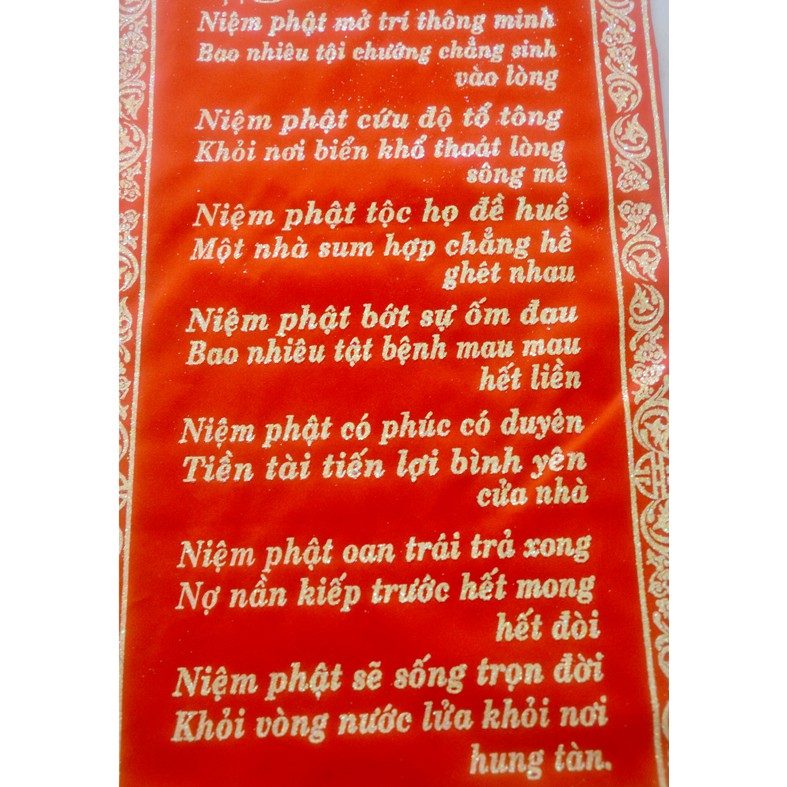 Niệm phật mở trí thông minh
Bao nhiêu tội chướng chẳng sinh
vào lòng
Niệm phật cứu độ tổ tông
Khỏi nơi biển khổ thoát lòng
sông mê
Niệm phật tộc họ đề huề
Một nhà sum hợp chẳng hề
ghét nhau
Niệm phật bớt sự ốm đau
Bao nhiêu tật bệnh mau mau
hết liền
Niệm phật có phúc có duyên
Tiền tài tiến lợi bình yên
cửa nhà
Niệm phật oan trái trả xong
Nợ nần kiếp trước hết mong
hết đòi
Niệm phật sẽ sống trọn đời
Khỏi vòng nước lửa khỏi nơi
hung tàn.